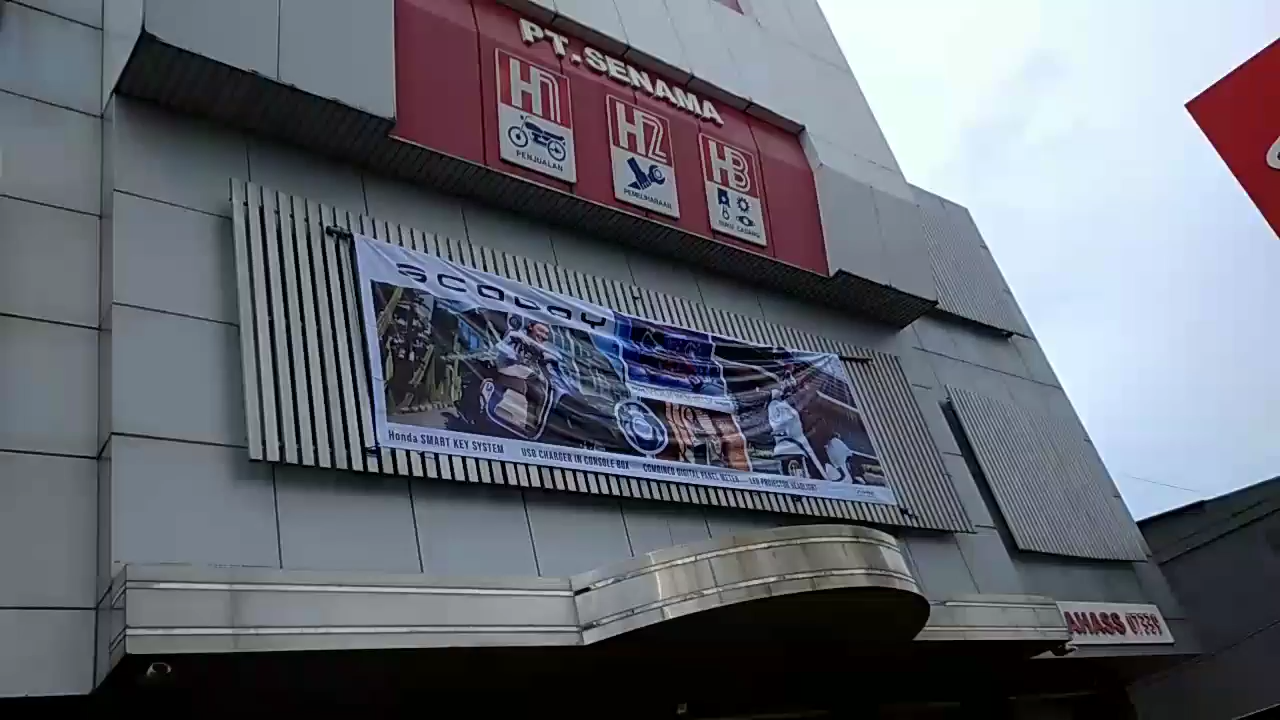 PT. SENAMA
H1
PENJUALAN
H2
PEMELIHARAAN
H3
SUKU CADANG
SCOOPY
Honda SMART KEY SYSTEM
USB CHARGER IN CONSOLE BOX
COMBINED DIGITAL PANEL METER
LED PROJECTOR HEADLIGHT
AHASS